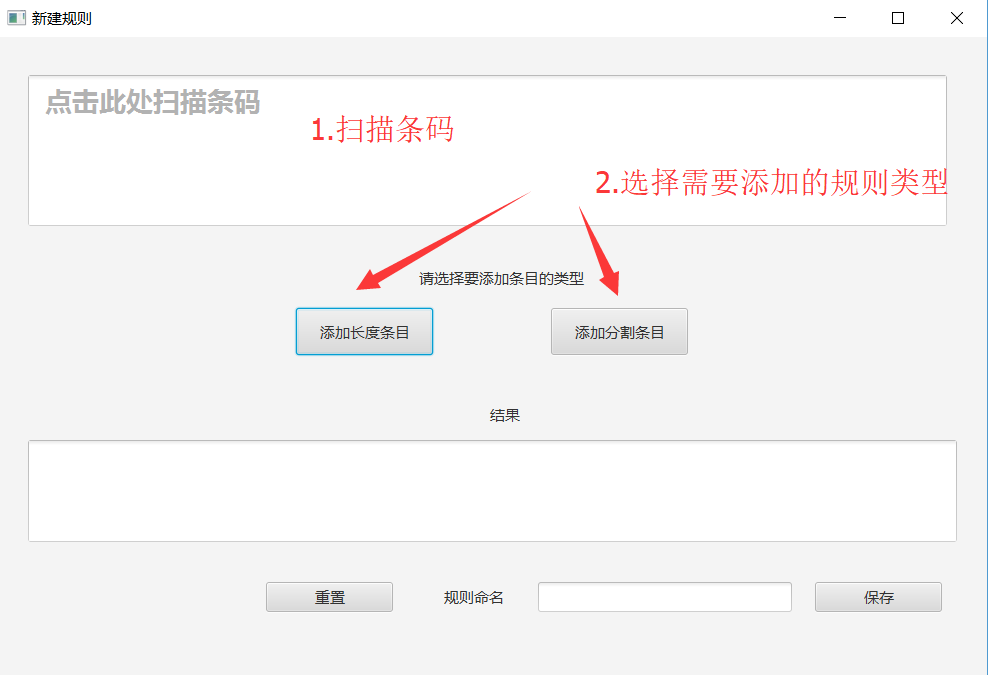 新建规则
点击此处扫描条码
1.扫描条码
2.选择需要添加的规则类型
请选择要添加条目的类型
添加长度条目 添加分割条目
结果
重置 规则命名 保存